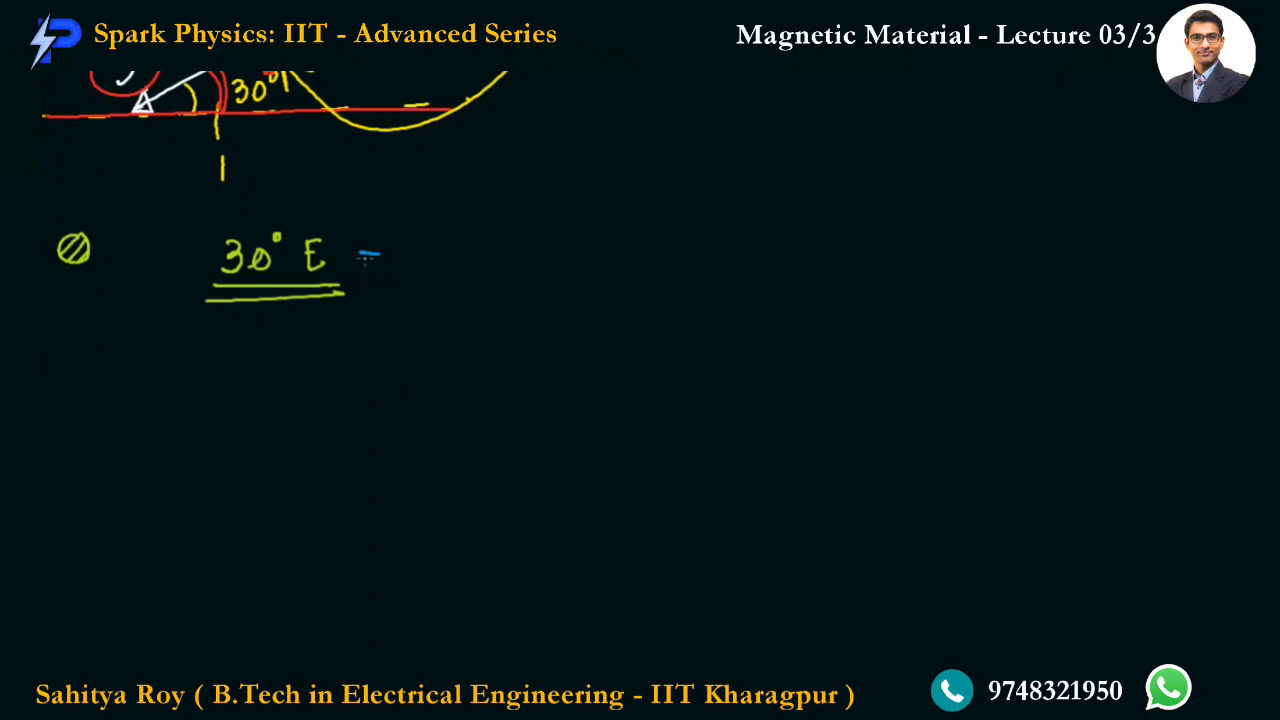 Spark Physics: IIT - Advanced Series
Magnetic Material - Lecture 03/3
30°
30° E
Sahitya Roy ( B.Tech in Electrical Engineering - IIT Kharagpur )
9748321950